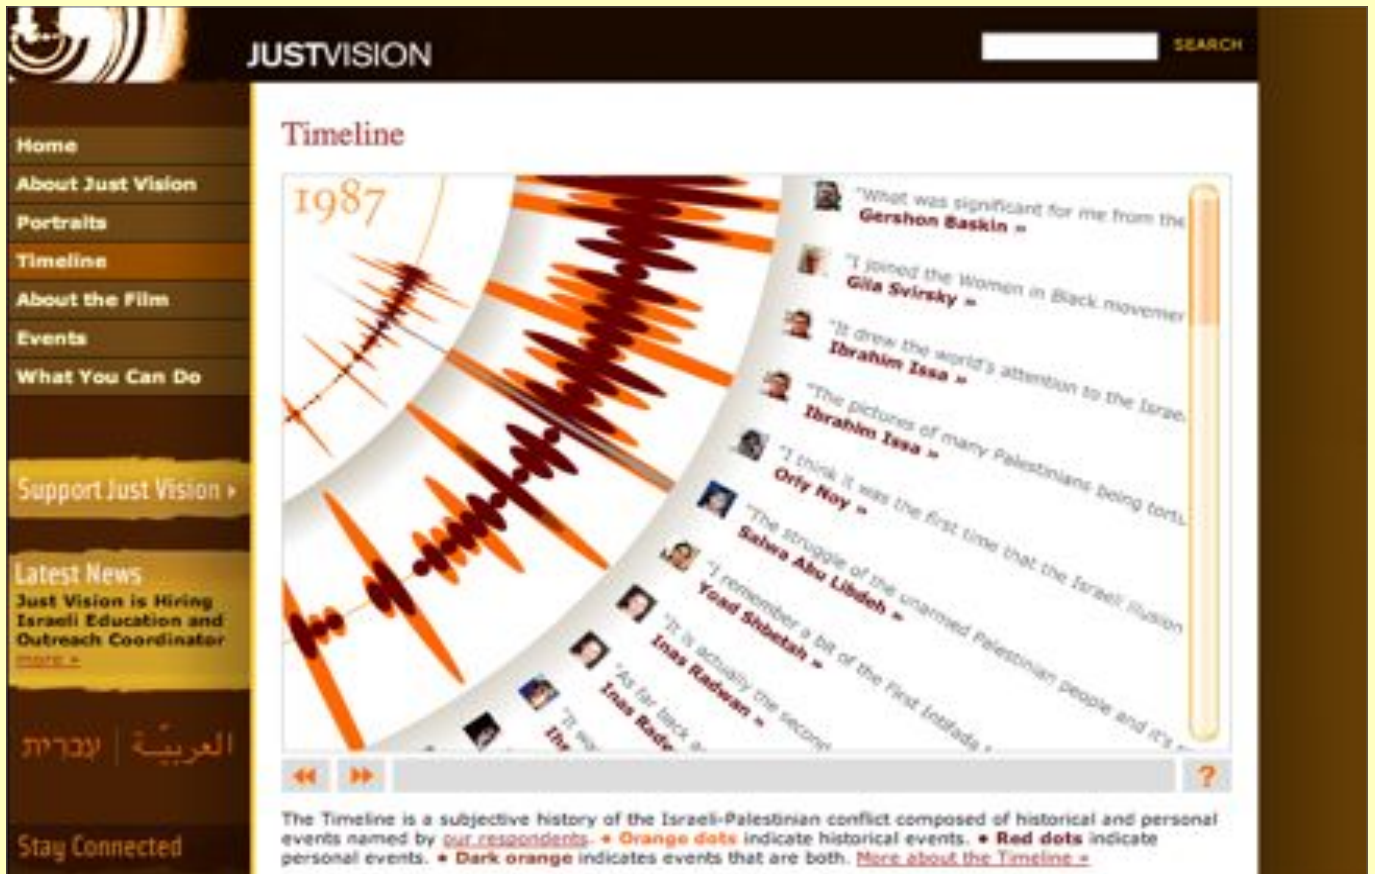 JUSTVISION
SEARCH
Home
About Just Vision
Portraits
Timeline
About the Film
Events
What You Can Do
Support Just Vision
Latest News
Just Vision is Hiring
Israeli Education and
Outreach Coordinator
more »
עברית | العربيّة
Stay Connected
Timeline
1987
"What was significant for me from the
Gershon Baskin »
"I joined the Women in Black movemer
Gila Svirsky »
"It drew the world's attention to the Israe
Ibrahim Issa »
"The pictures of many Palestinians being tortu
Ibrahim Issa »
"I think it was the first time that the Israeli illusion
Orly Noy »
"The struggle of the unarmed Palestinian people and it's
Salwa Abu Libdeh »
"I remember a bit of the First Intifada
Yoad Shbetah »
"It is actually the second
Inas Radwan »
"As far back a
Inas Radw
"It wa
?
The Timeline is a subjective history of the Israeli-Palestinian conflict composed of historical and personal
events named by our respondents. • Orange dots indicate historical events. • Red dots indicate
personal events. • Dark orange indicates events that are both. More about the Timeline »